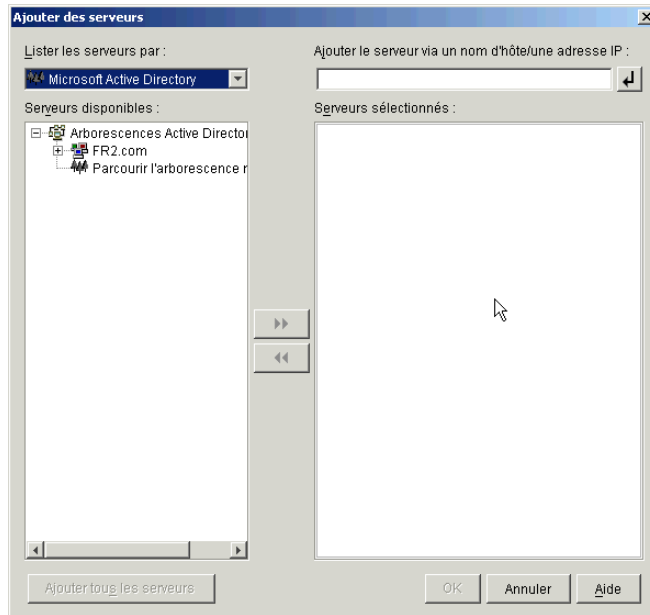 Ajouter des serveurs
Lister les serveurs par :
Microsoft Active Directory
Serveurs disponibles :
Arborescences Active Director
FR2.com
Parcourir l'arborescence r
Ajouter tous les serveurs
Ajouter le serveur via un nom d'hôte/une adresse IP :
Serveurs sélectionnés :
OK
Annuler
Aide